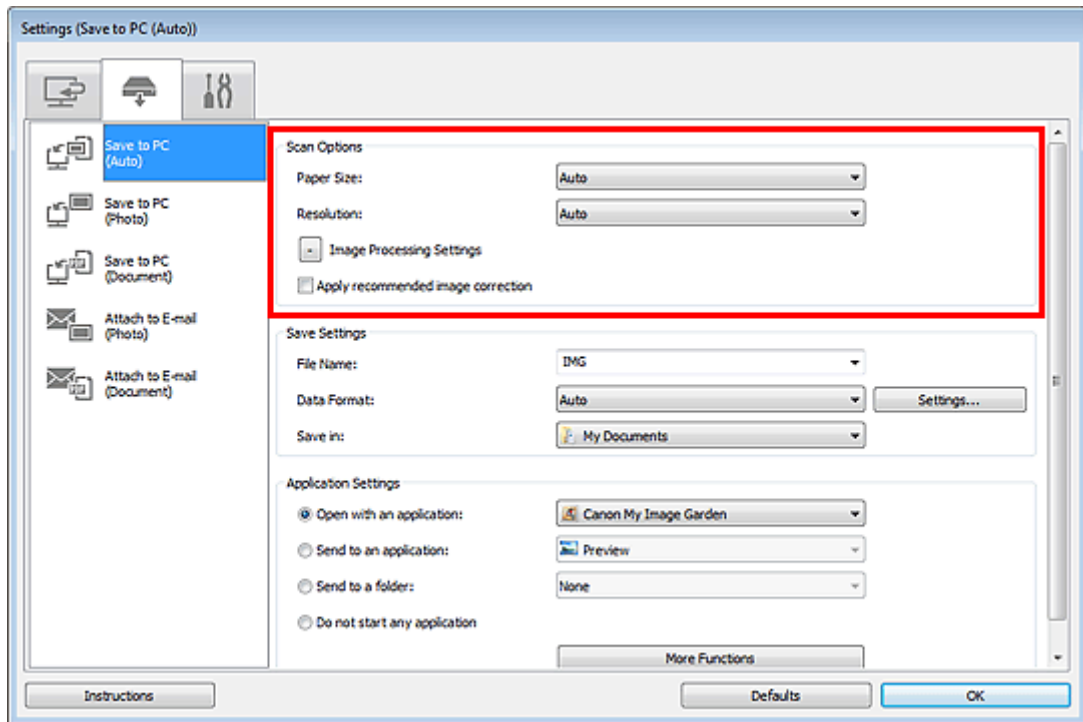 Settings (Save to PC (Auto))
Save to PC
(Auto)
Save to PC
(Photo)
Save to PC
(Document)
Attach to E-mail
(Photo)
Attach to E-mail
(Document)
Scan Options
Paper Size: Auto
Resolution: Auto
- Image Processing Settings
Apply recommended image correction
Save Settings
File Name: IMG
Data Format: Auto Settings...
Save in: My Documents
Application Settings
Open with an application: Canon My Image Garden
Send to an application: Preview
Send to a folder: None
Do not start any application
More Functions
Instructions Defaults OK